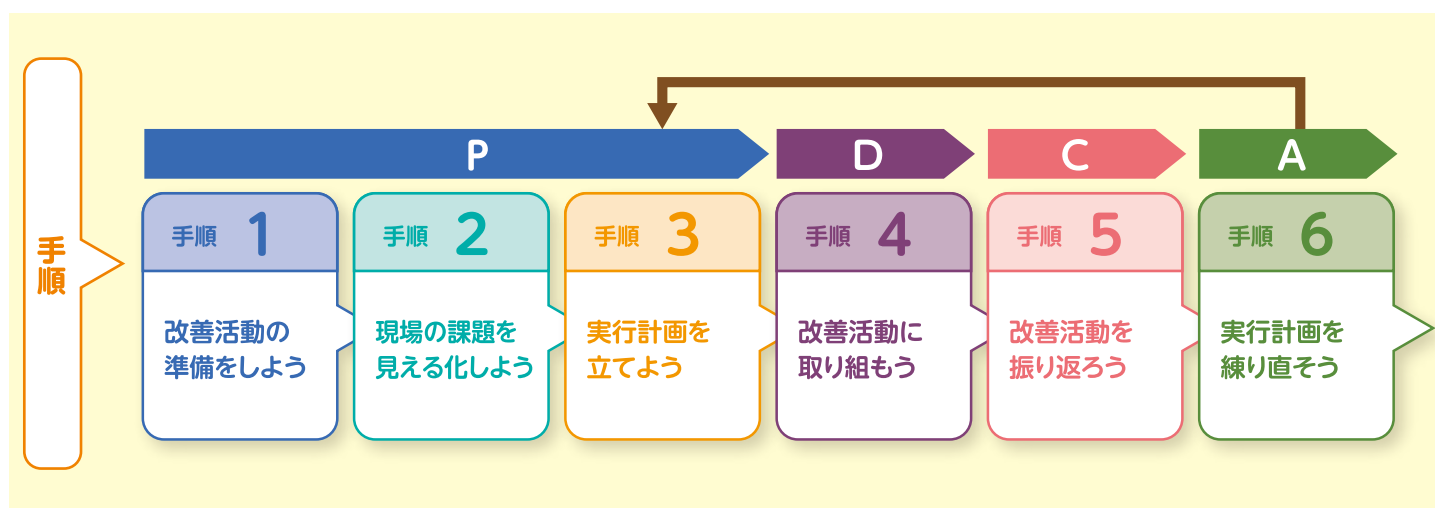 手順
P
D
C
A
手順 1
改善活動の
準備をしよう
手順 2
現場の課題を
見える化しよう
手順 3
実行計画を
立てよう
手順 4
改善活動に
取り組もう
手順 5
改善活動を
振り返ろう
手順 6
実行計画を
練り直そう